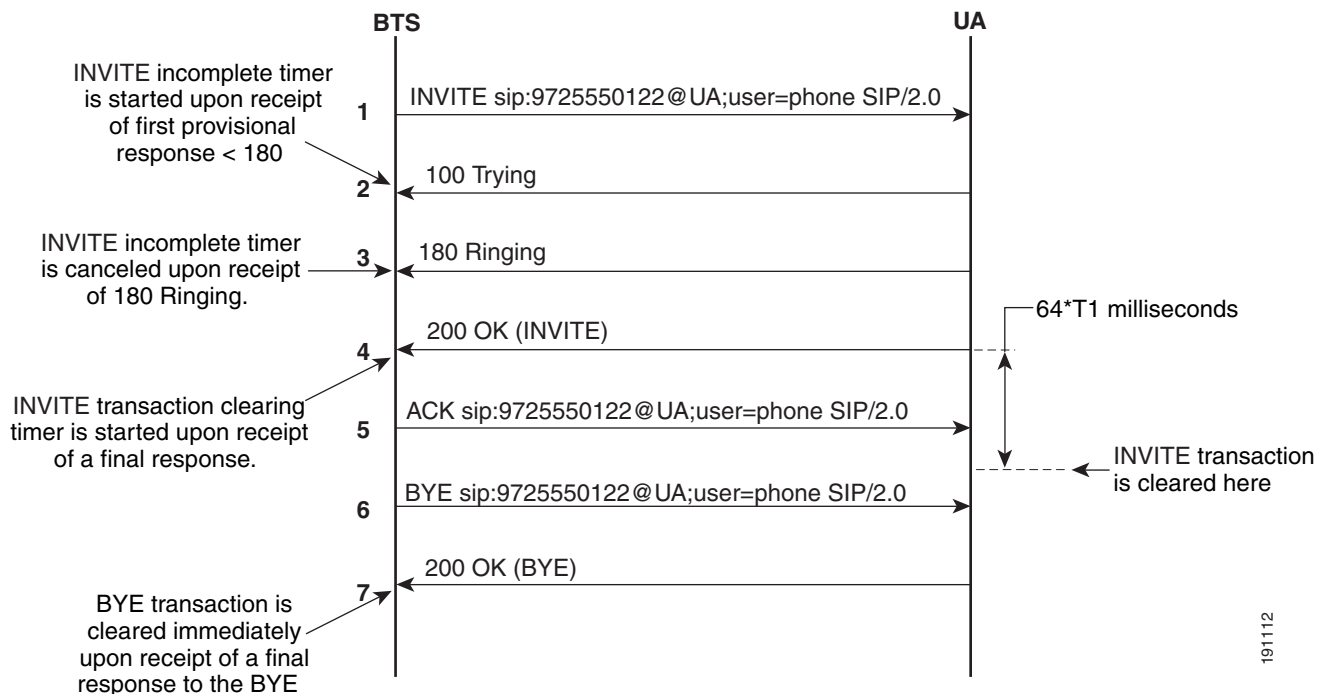 BTS
UA
INVITE incomplete timer
is started upon receipt
of first provisional
response < 180
1
INVITE sip:9725550122@UA;user=phone SIP/2.0
2
100 Trying
INVITE incomplete timer
is canceled upon receipt
of 180 Ringing.
3
180 Ringing
64*T1 milliseconds
4
200 OK (INVITE)
INVITE transaction clearing
timer is started upon receipt
of a final response.
5
ACK sip:9725550122@UA;user=phone SIP/2.0
INVITE transaction
is cleared here
6
BYE sip:9725550122@UA;user=phone SIP/2.0
7
200 OK (BYE)
BYE transaction is
cleared immediately
upon receipt of a final
response to the BYE
191112